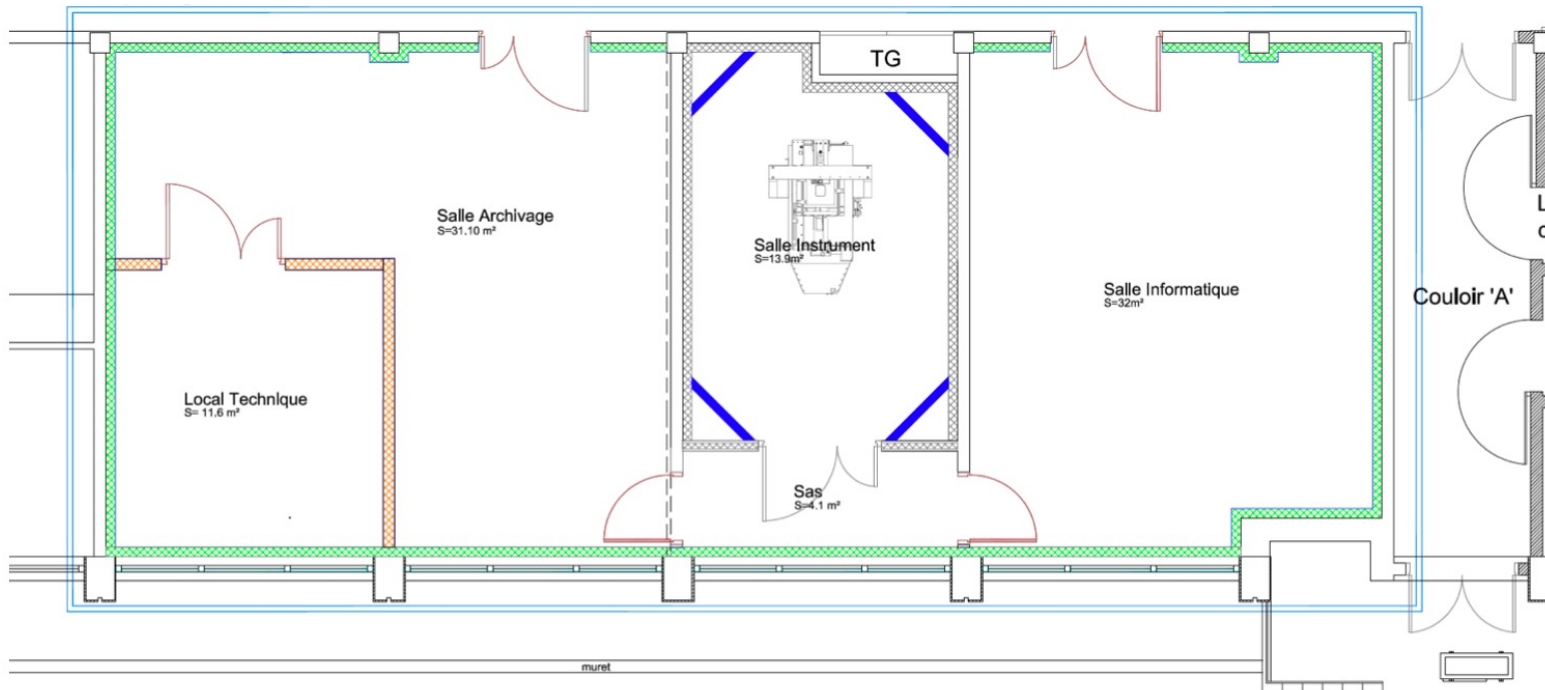 TG
Salle Archivage
S=31.10 m²
Salle Instrument
S=13.9m²
Salle Informatique
S=32m²
Couloir 'A'
Local Technique
S= 11.6 m²
Sas
S=4.1 m²
muret